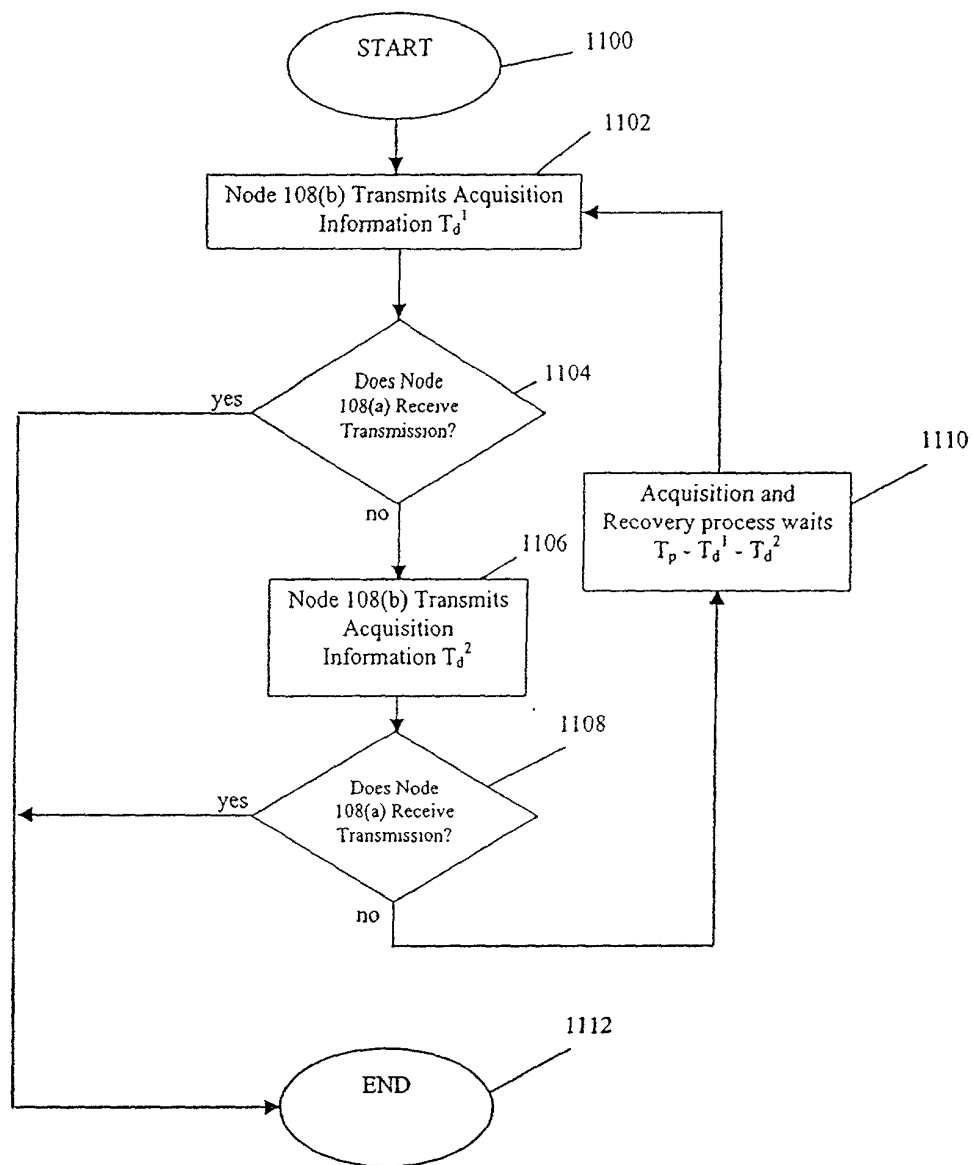 START
1100
1102
Node 108(b) Transmits Acquisition
Information T_d^1
Does Node
108(a) Receive
Transmission?
1104
yes
no
1110
Acquisition and
Recovery process waits
T_p - T_d^1 - T_d^2
1106
Node 108(b) Transmits
Acquisition
Information T_d^2
1108
Does Node
108(a) Receive
Transmission?
yes
no
1112
END